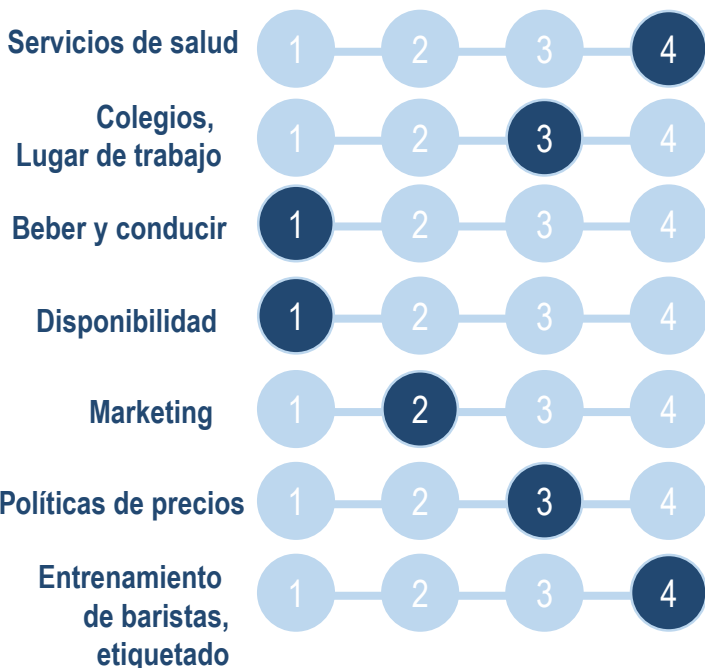 Servicios de salud 1 2 3 4
Colegios,
Lugar de trabajo 1 2 3 4
Beber y conducir 1 2 3 4
Disponibilidad 1 2 3 4
Marketing 1 2 3 4
Políticas de precios 1 2 3 4
Entrenamiento
de baristas, 1 2 3 4
etiquetado